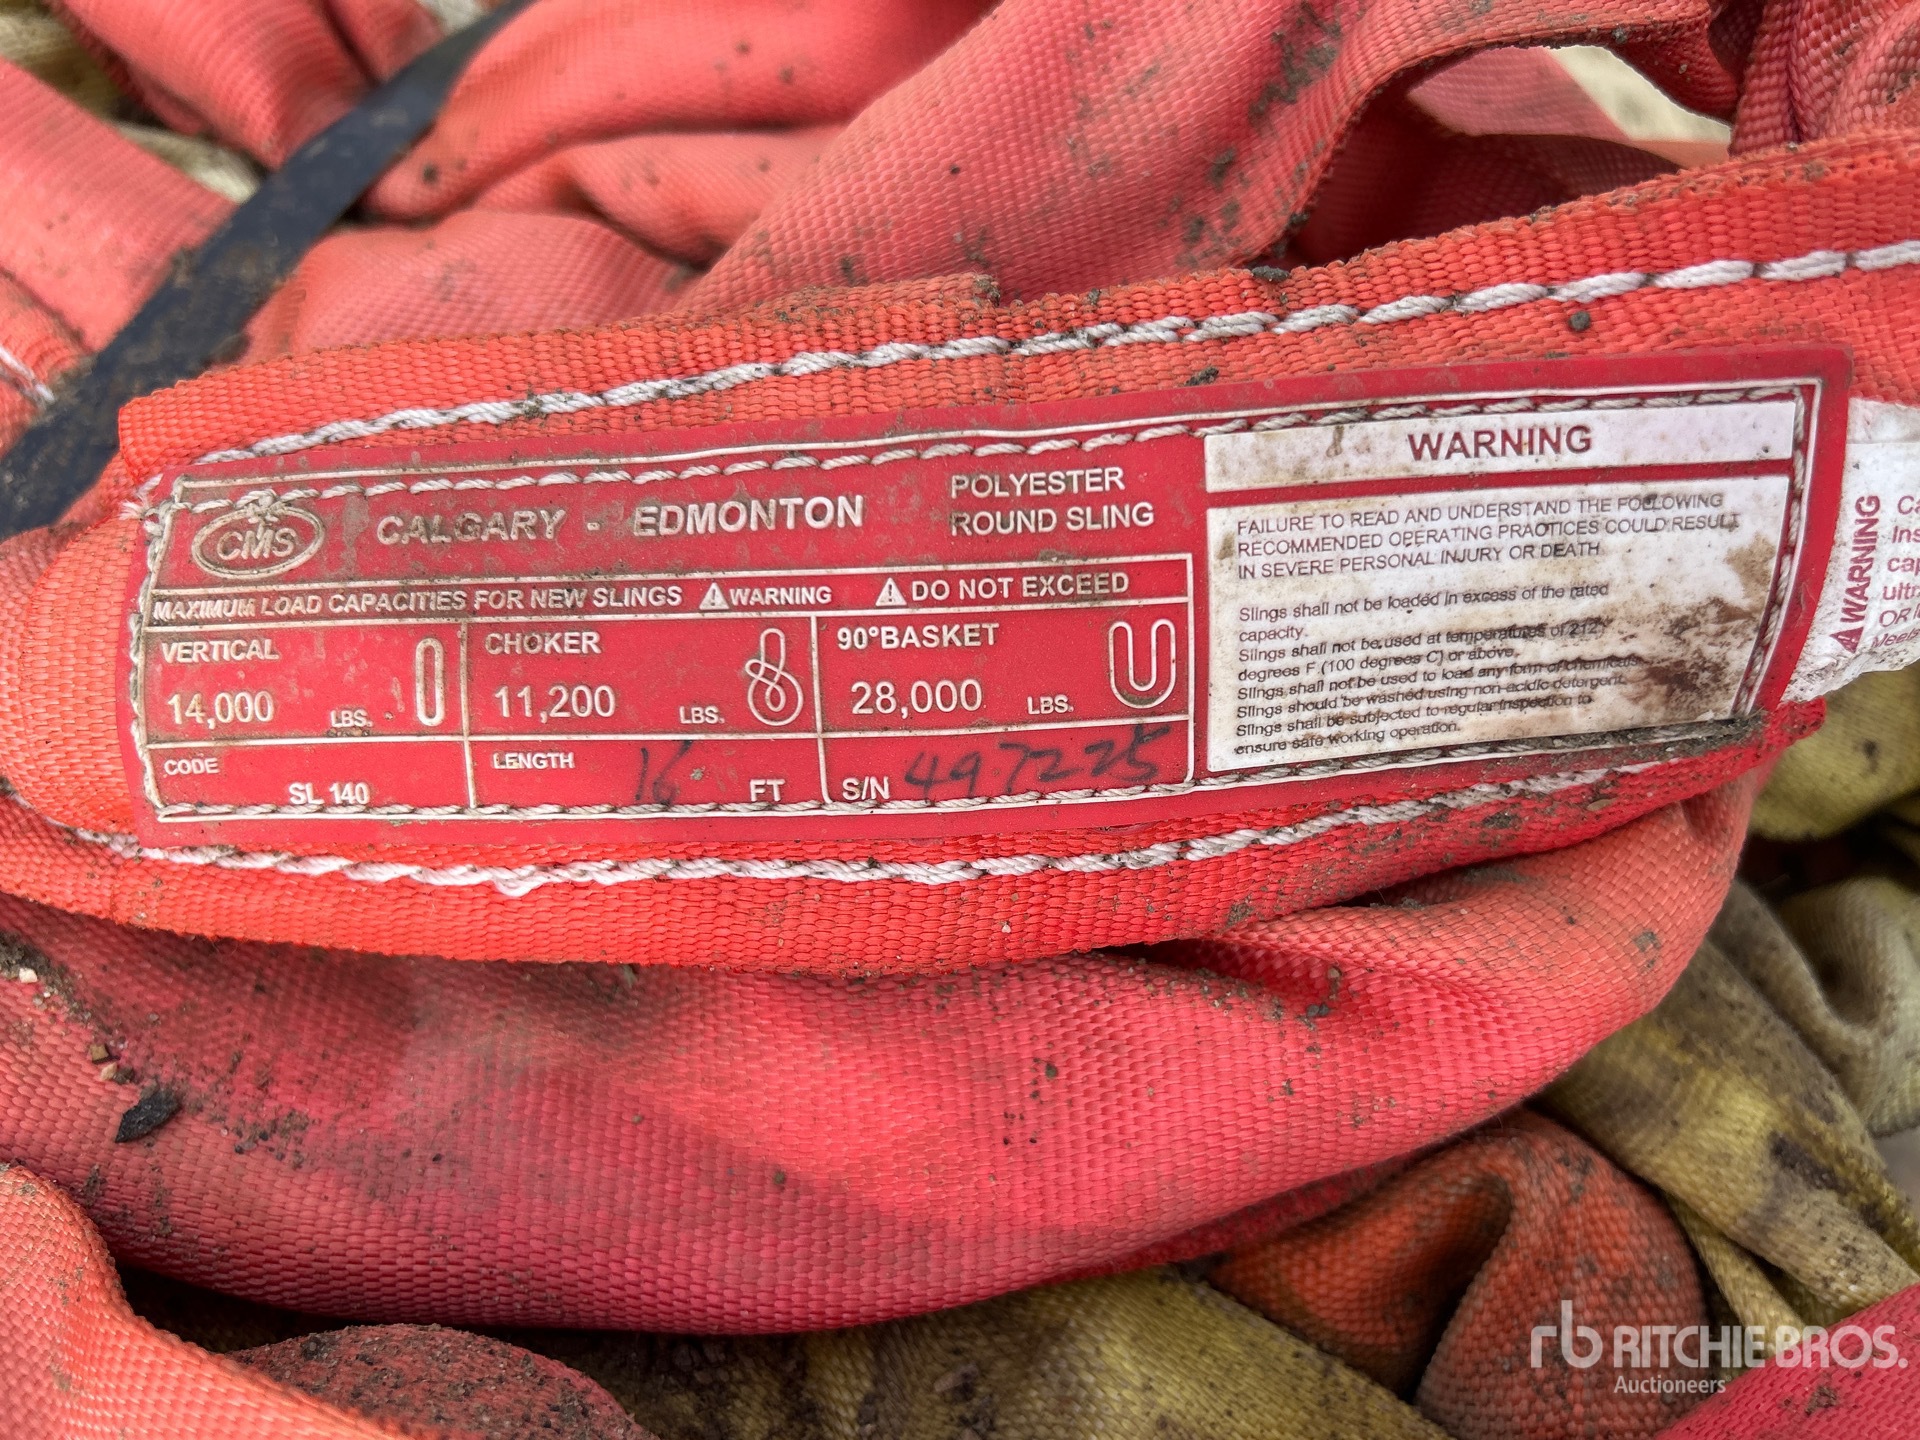 CMS CALGARY - EDMONTON
POLYESTER
ROUND SLING
MAXIMUM LOAD CAPACITIES FOR NEW SLINGS WARNING DO NOT EXCEED
VERTICAL
14,000 LBS.
CHOKER
11,200 LBS.
90°BASKET
28,000 LBS.
CODE
SL 140
LENGTH 16 FT
S/N 497225
WARNING
FAILURE TO READ AND UNDERSTAND THE FOLLOWING
RECOMMENDED OPERATING PRACTICES COULD RESULT
IN SEVERE PERSONAL INJURY OR DEATH
Slings shall not be loaded in excess of the rated
capacity.
Slings shall not be used at temperatures of 212
degrees F (100 degrees C) or above.
Slings shall not be used to load any form of chemicals.
Slings should be washed using non-acidic detergent.
Slings shall be subjected to regular inspection to
ensure safe working operation.
WARNING
OR
rb RITCHIE BROS.
Auctioneers